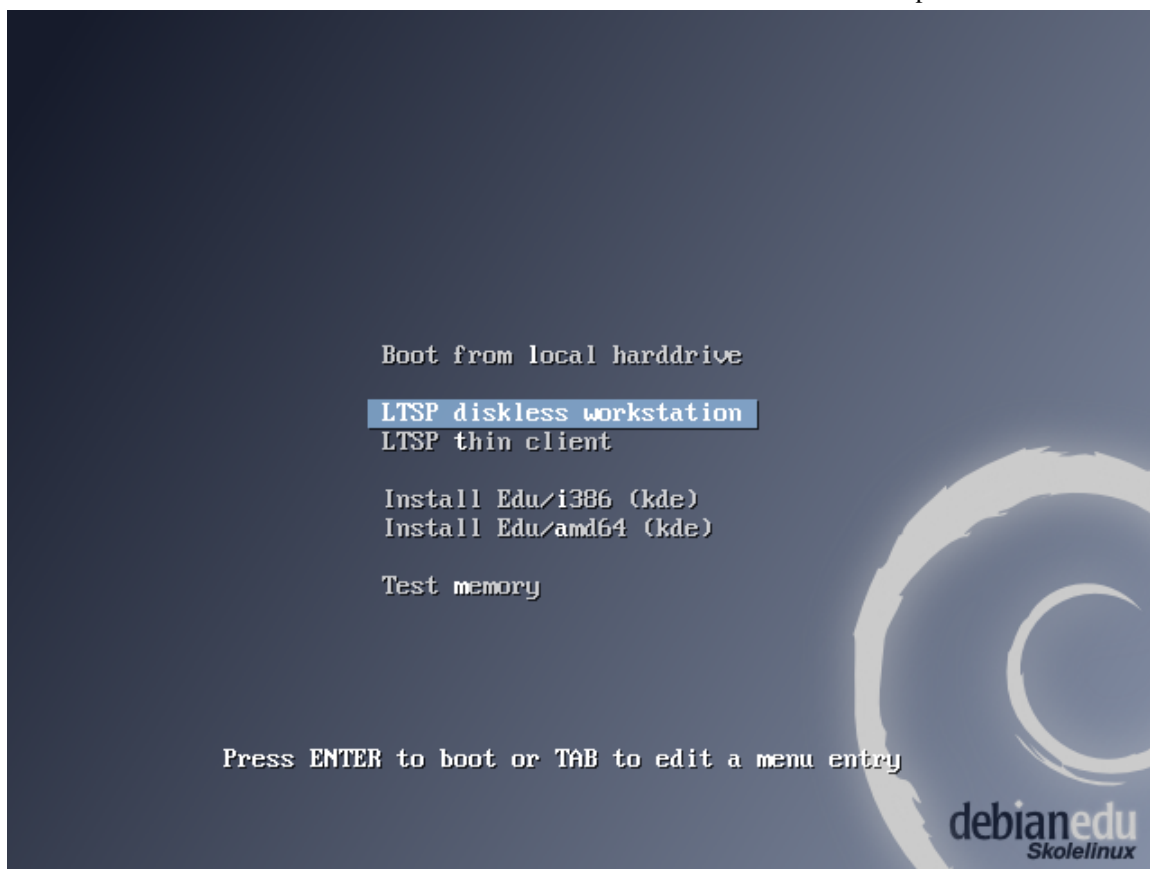 Boot from local harddrive
LTSP diskless workstation
LTSP thin client
Install Edu/i386 (kde)
Install Edu/amd64 (kde)
Test memory
Press ENTER to boot or TAB to edit a menu entry
debianedu
Skolelinux